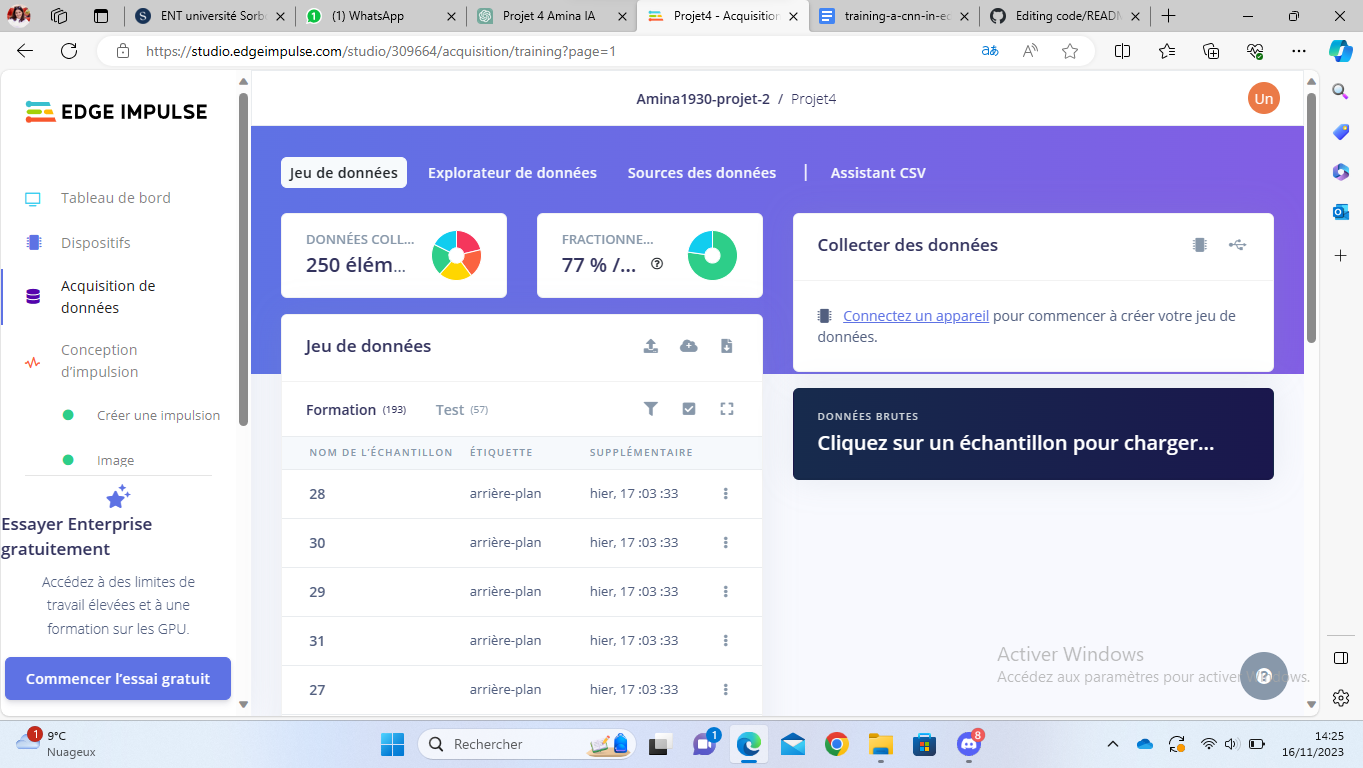 ENT université Sorb
(1) WhatsApp
Projet 4 Amina IA
Projet4 - Acquisition
training-a-cnn-in-ed
Editing code/READM
https://studio.edgeimpulse.com/studio/309664/acquisition/training?page=1
EDGE IMPULSE
Amina1930-projet-2 / Projet4
Un
Tableau de bord
Dispositifs
Acquisition de
données
Conception
d’impulsion
Créer une impulsion
Image
Essayer Enterprise
gratuitement
Accédez à des limites de
travail élevées et à une
formation sur les GPU.
Commencer l’essai gratuit
Jeu de données
Explorateur de données
Sources des données
Assistant CSV
DONNÉES COLL...
250 élém...
FRACTIONNE...
77 % /...
Collecter des données
Connectez un appareil pour commencer à créer votre jeu de
données.
Jeu de données
Formation (193) Test (57)
NOM DE L’ÉCHANTILLON ÉTIQUETTE SUPPLÉMENTAIRE
28 arrière-plan hier, 17 :03 :33
30 arrière-plan hier, 17 :03 :33
29 arrière-plan hier, 17 :03 :33
31 arrière-plan hier, 17 :03 :33
27 arrière-plan hier, 17 :03 :33
DONNÉES BRUTES
Cliquez sur un échantillon pour charger...
Activer Windows
Accédez aux paramètres pour activer Windows.
1
9°C
Nuageux
Rechercher
1
8
14:25
16/11/2023